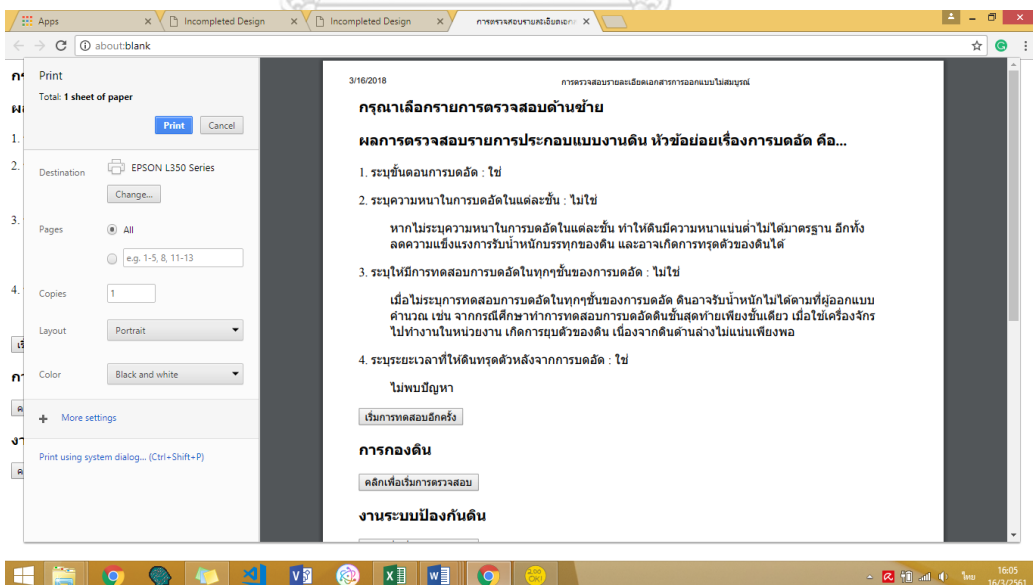 Apps
Incompleted Design
Incompleted Design
การตรวจสอบรายละเอียดเอกส
about:blank
Print
Total: 1 sheet of paper
Print
Cancel
Destination
EPSON L350 Series
Change...
Pages
All
e.g. 1-5, 8, 11-13
Copies
1
Layout
Portrait
Color
Black and white
More settings
Print using system dialog... (Ctrl+Shift+P)
1.
2.
3.
4.
3/16/2018
การตรวจสอบรายละเอียดเอกสารการออกแบบไม่สมบูรณ์
กรุณาเลือกรายการตรวจสอบด้านซ้าย
ผลการตรวจสอบรายการประกอบแบบงานดิน หัวข้อย่อยเรื่องการบดอัด คือ...
1. ระบุขั้นตอนการบดอัด : ใช่
2. ระบุความหนาในการบดอัดในแต่ละชั้น : ไม่ใช่
หากไม่ระบุความหนาในการบดอัดในแต่ละชั้น ทำให้ดินมีความหนาแน่นต่ำไม่ได้มาตรฐาน อีกทั้ง
ลดความแข็งแรงการรับน้ำหนักบรรทุกของดิน และอาจเกิดการทรุดตัวของดินได้
3. ระบุให้มีการทดสอบการบดอัดในทุกๆชั้นของการบดอัด : ไม่ใช่
เมื่อไม่ระบุการทดสอบการบดอัดในทุกๆชั้นของการบดอัด ดินอาจรับน้ำหนักไม่ได้ตามที่ผู้ออกแบบ
คำนวณ เช่น จากกรณีศึกษาทำการทดสอบการบดอัดดินชั้นสุดท้ายเพียงชั้นเดียว เมื่อใช้เครื่องจักร
ไปทำงานในหน่วยงาน เกิดการยุบตัวของดิน เนื่องจากดินด้านล่างไม่แน่นเพียงพอ
4. ระบุระยะเวลาที่ให้ดินทรุดตัวหลังจากการบดอัด : ใช่
ไม่พบปัญหา
เริ่มการทดสอบอีกครั้ง
การกองดิน
คลิกเพื่อเริ่มการตรวจสอบ
งานระบบป้องกันดิน
ไทย
16:05